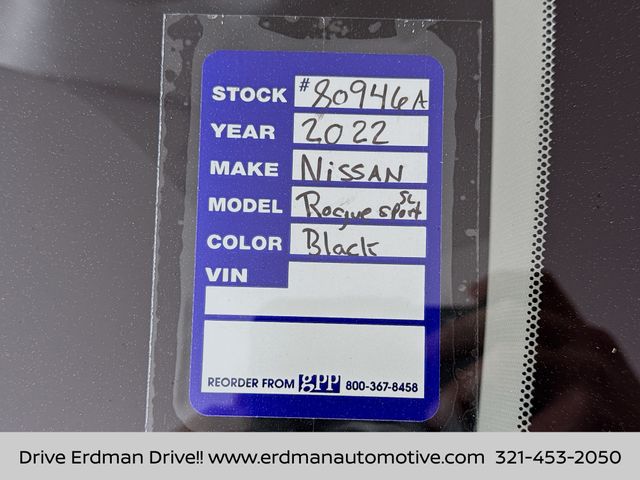 STOCK # 80946A
YEAR 2022
MAKE NISSAN
MODEL Rogue sport SL
COLOR Black
VIN
REORDER FROM gPP 800-367-8458
Drive Erdman Drive!! www.erdmanautomotive.com 321-453-2050